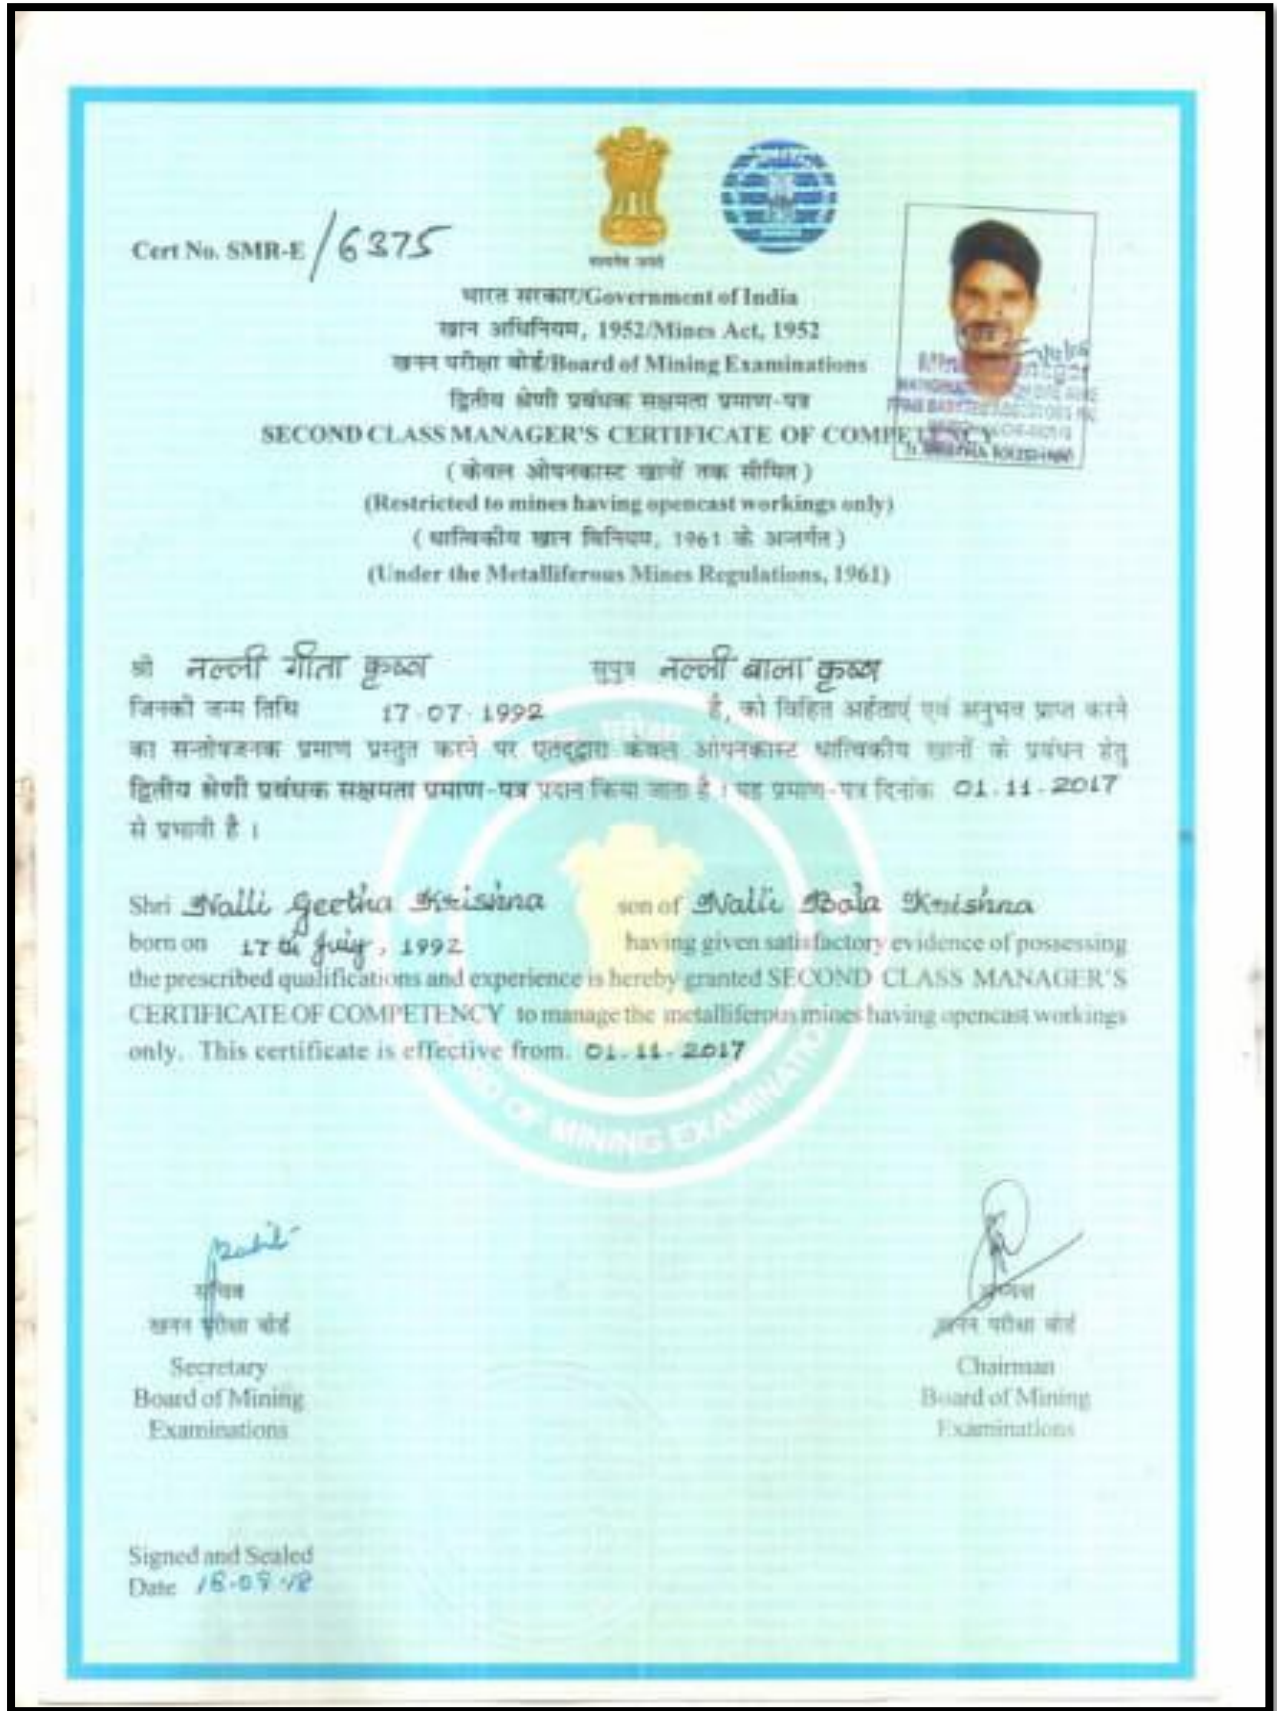 Cert No. SMR-E/6375
सत्यमेव जयते
भारत सरकार/Government of India
खान अधिनियम, 1952/Mines Act, 1952
खनन परीक्षा बोर्ड/Board of Mining Examinations
द्वितीय श्रेणी प्रबंधक सक्षमता प्रमाण-पत्र
SECOND CLASS MANAGER'S CERTIFICATE OF COMPETENCY
(केवल ओपनकास्ट खानों तक सीमित)
(Restricted to mines having opencast workings only)
(धात्विकीय खान विनियम, 1961 के अन्तर्गत)
(Under the Metalliferous Mines Regulations, 1961)
श्री नल्ली गीता कृष्ण सुपुत्र नल्ली बाला कृष्ण
जिनकी जन्म तिथि 17-07-1992 है, को विहित अर्हताएं एवं अनुभव प्राप्त करने
का सन्तोषजनक प्रमाण प्रस्तुत करने पर एतद्द्वारा केवल ओपनकास्ट धात्विकीय खानों के प्रबंधन हेतु
द्वितीय श्रेणी प्रबंधक सक्षमता प्रमाण-पत्र प्रदान किया जाता है । यह प्रमाण-पत्र दिनांक 01-11-2017
से प्रभावी है ।
Shri Nalli Geetha Krishna son of Nalli Bala Krishna
born on 17th July, 1992 having given satisfactory evidence of possessing
the prescribed qualifications and experience is hereby granted SECOND CLASS MANAGER'S
CERTIFICATE OF COMPETENCY to manage the metalliferous mines having opencast workings
only. This certificate is effective from. 01-11-2017
OF MINING EXAMINATIO
सचिव
खनन परीक्षा बोर्ड
Secretary
Board of Mining
Examinations
अध्यक्ष
खनन परीक्षा बोर्ड
Chairman
Board of Mining
Examinations
Signed and Sealed
Date